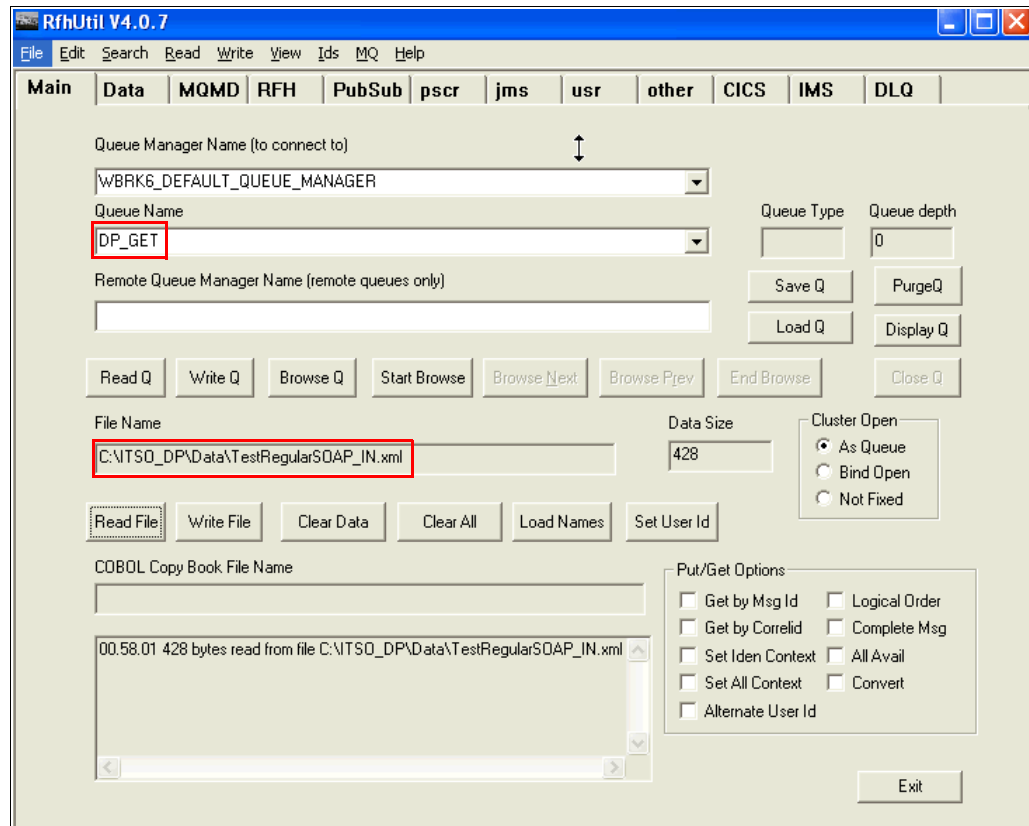 RfhUtil V4.0.7
File Edit Search Read Write View Ids MQ Help
Main Data MQMD RFH PubSub pscr jms usr other CICS IMS DLQ
Queue Manager Name (to connect to)
WBRK6_DEFAULT_QUEUE_MANAGER
Queue Name Queue Type Queue depth
DP_GET 0
Remote Queue Manager Name (remote queues only)
Save Q PurgeQ
Load Q Display Q
Read Q Write Q Browse Q Start Browse Browse Next Browse Prev End Browse Close Q
File Name Data Size Cluster Open
C:\ITSO_DP\Data\TestRegularSOAP_IN.xml 428 As Queue
Bind Open
Not Fixed
Read File Write File Clear Data Clear All Load Names Set User Id
COBOL Copy Book File Name Put/Get Options
Get by Msg Id Logical Order
Get by Correlid Complete Msg
00.58.01 428 bytes read from file C:\ITSO_DP\Data\TestRegularSOAP_IN.xml Set Iden Context All Avail
Set All Context Convert
Alternate User Id
Exit